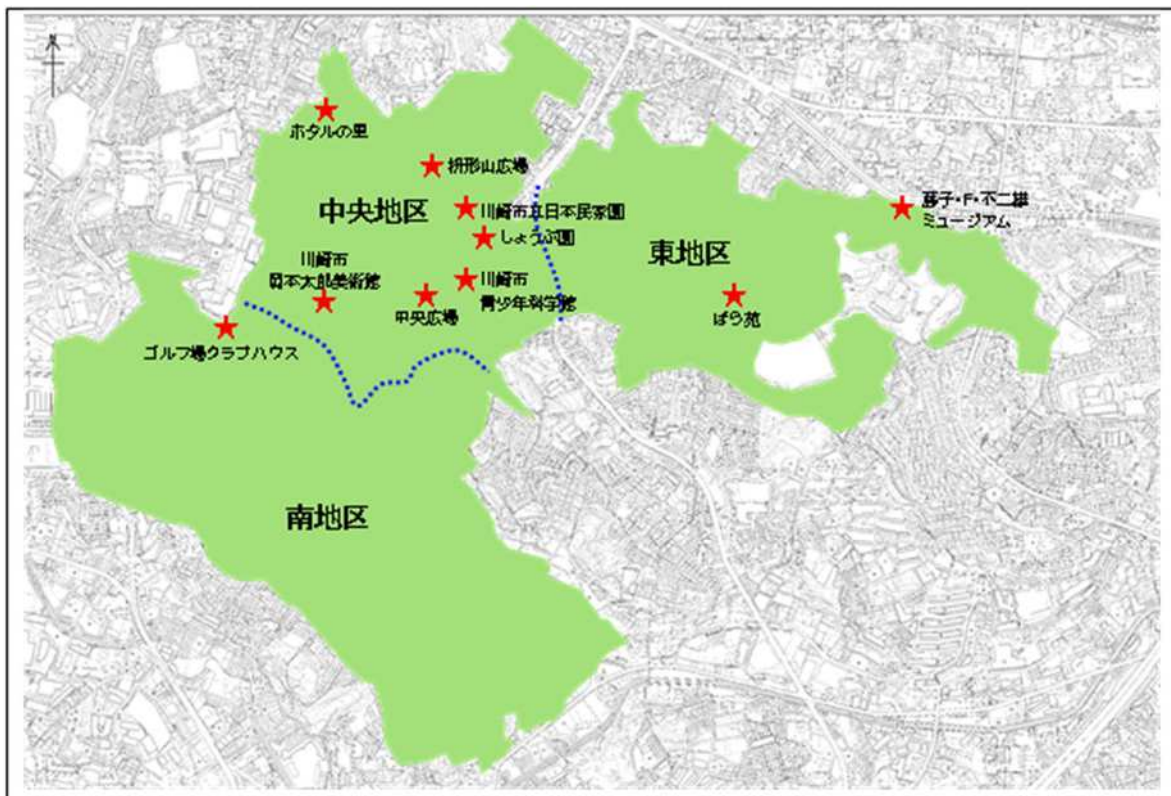 N
ホタルの里
枡形山広場
中央地区
川崎市立日本民家園
しょうぶ園
川崎市
岡本太郎美術館
川崎市
青少年科学館
中央広場
ゴルフ場クラブハウス
東地区
藤子・F・不二雄
ミュージアム
ばら苑
南地区